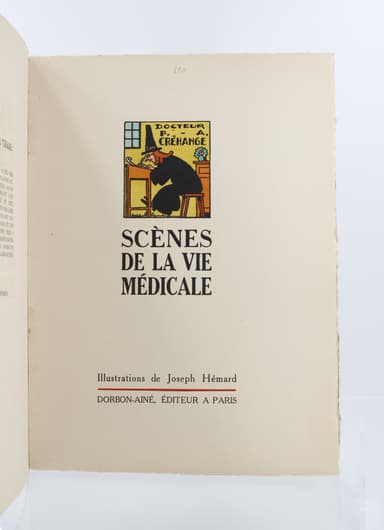 DOCTEUR
P. - A.
CRÉHANGE
SCÈNES
DE LA VIE
MÉDICALE
Illustrations de Joseph Hémard
DORBON-AINÉ, ÉDITEUR A PARIS